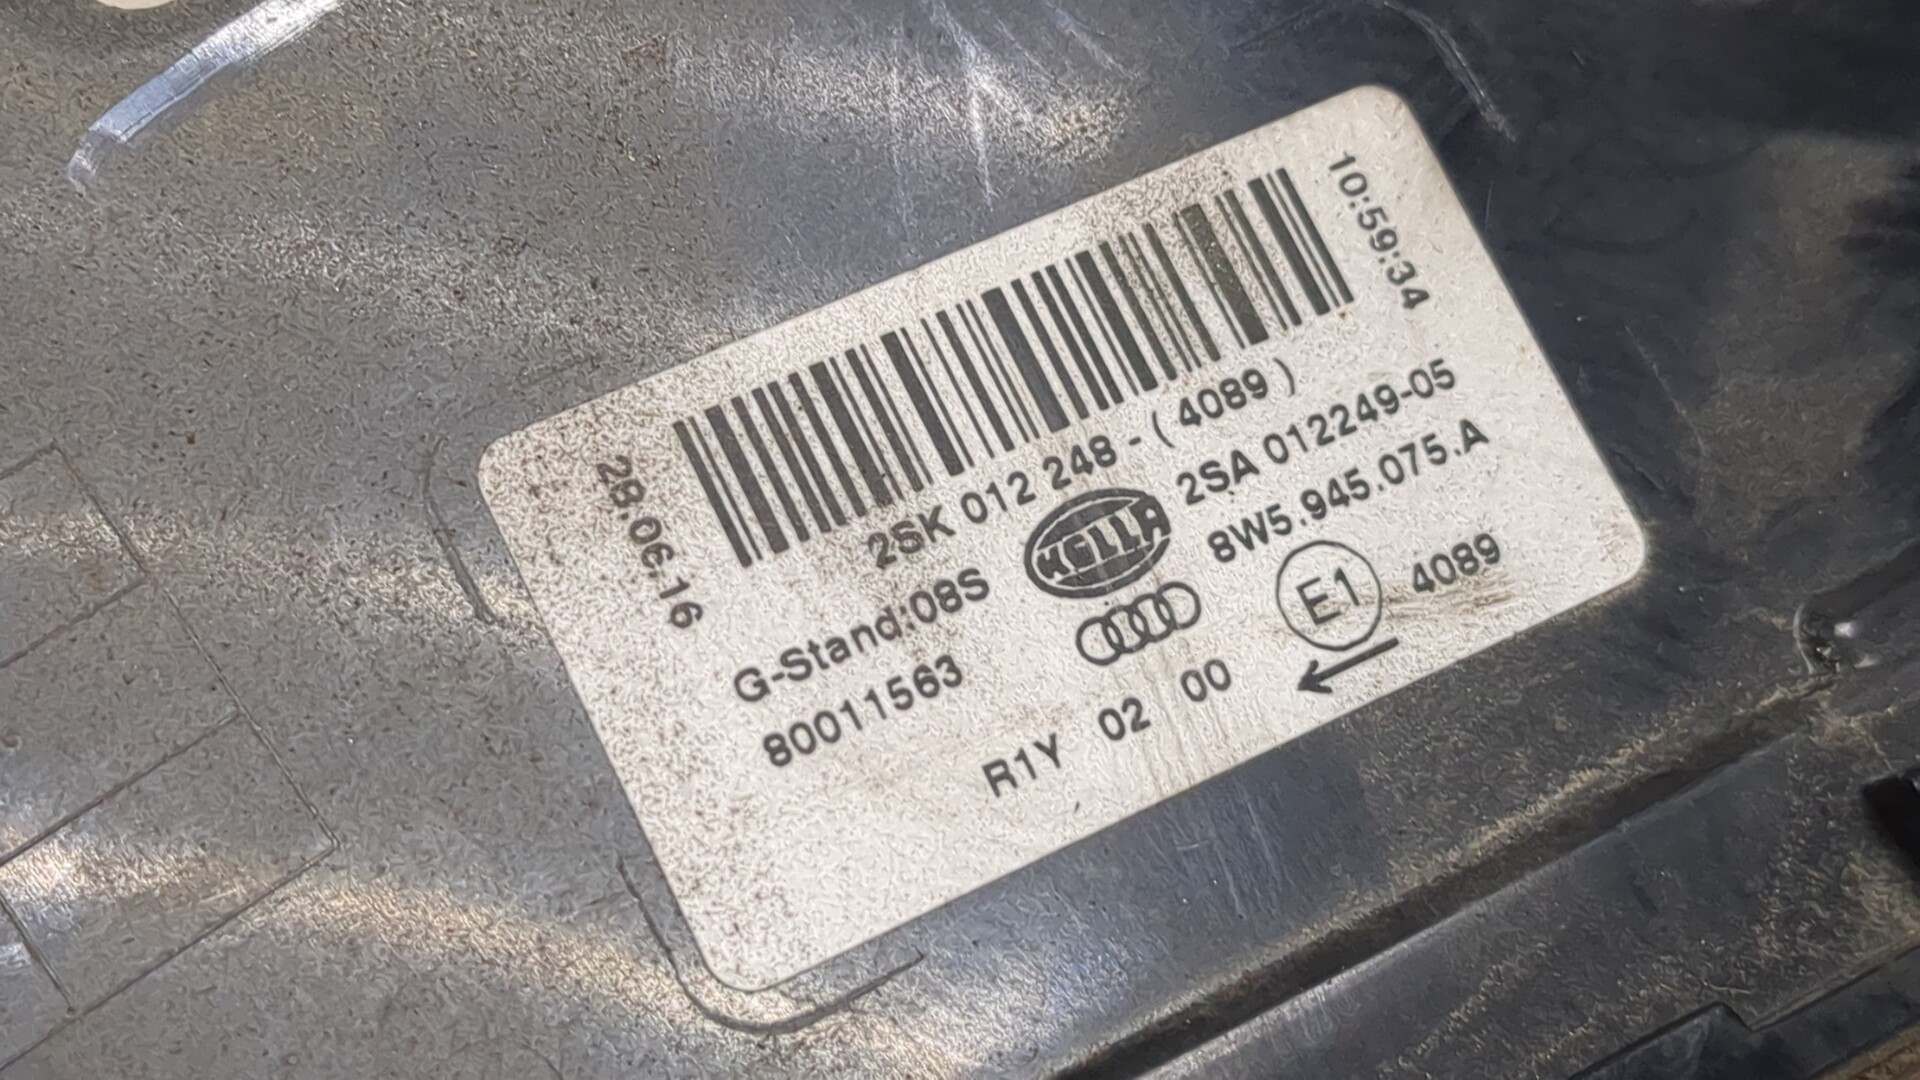 10:59:34
28.06.16
2SK 012 248 - ( 4089 )
G-Stand:08S
HELLA
2SA 012249-05
80011563
8W5.945.075.A
R1Y 02 00
E1
4089